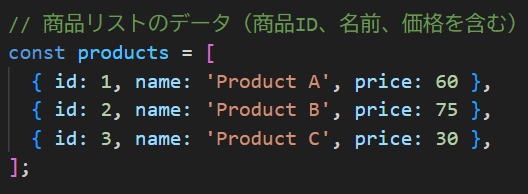 // 商品リストのデータ（商品ID、名前、価格を含む）
const products = [
  { id: 1, name: 'Product A', price: 60 },
  { id: 2, name: 'Product B', price: 75 },
  { id: 3, name: 'Product C', price: 30 },
];